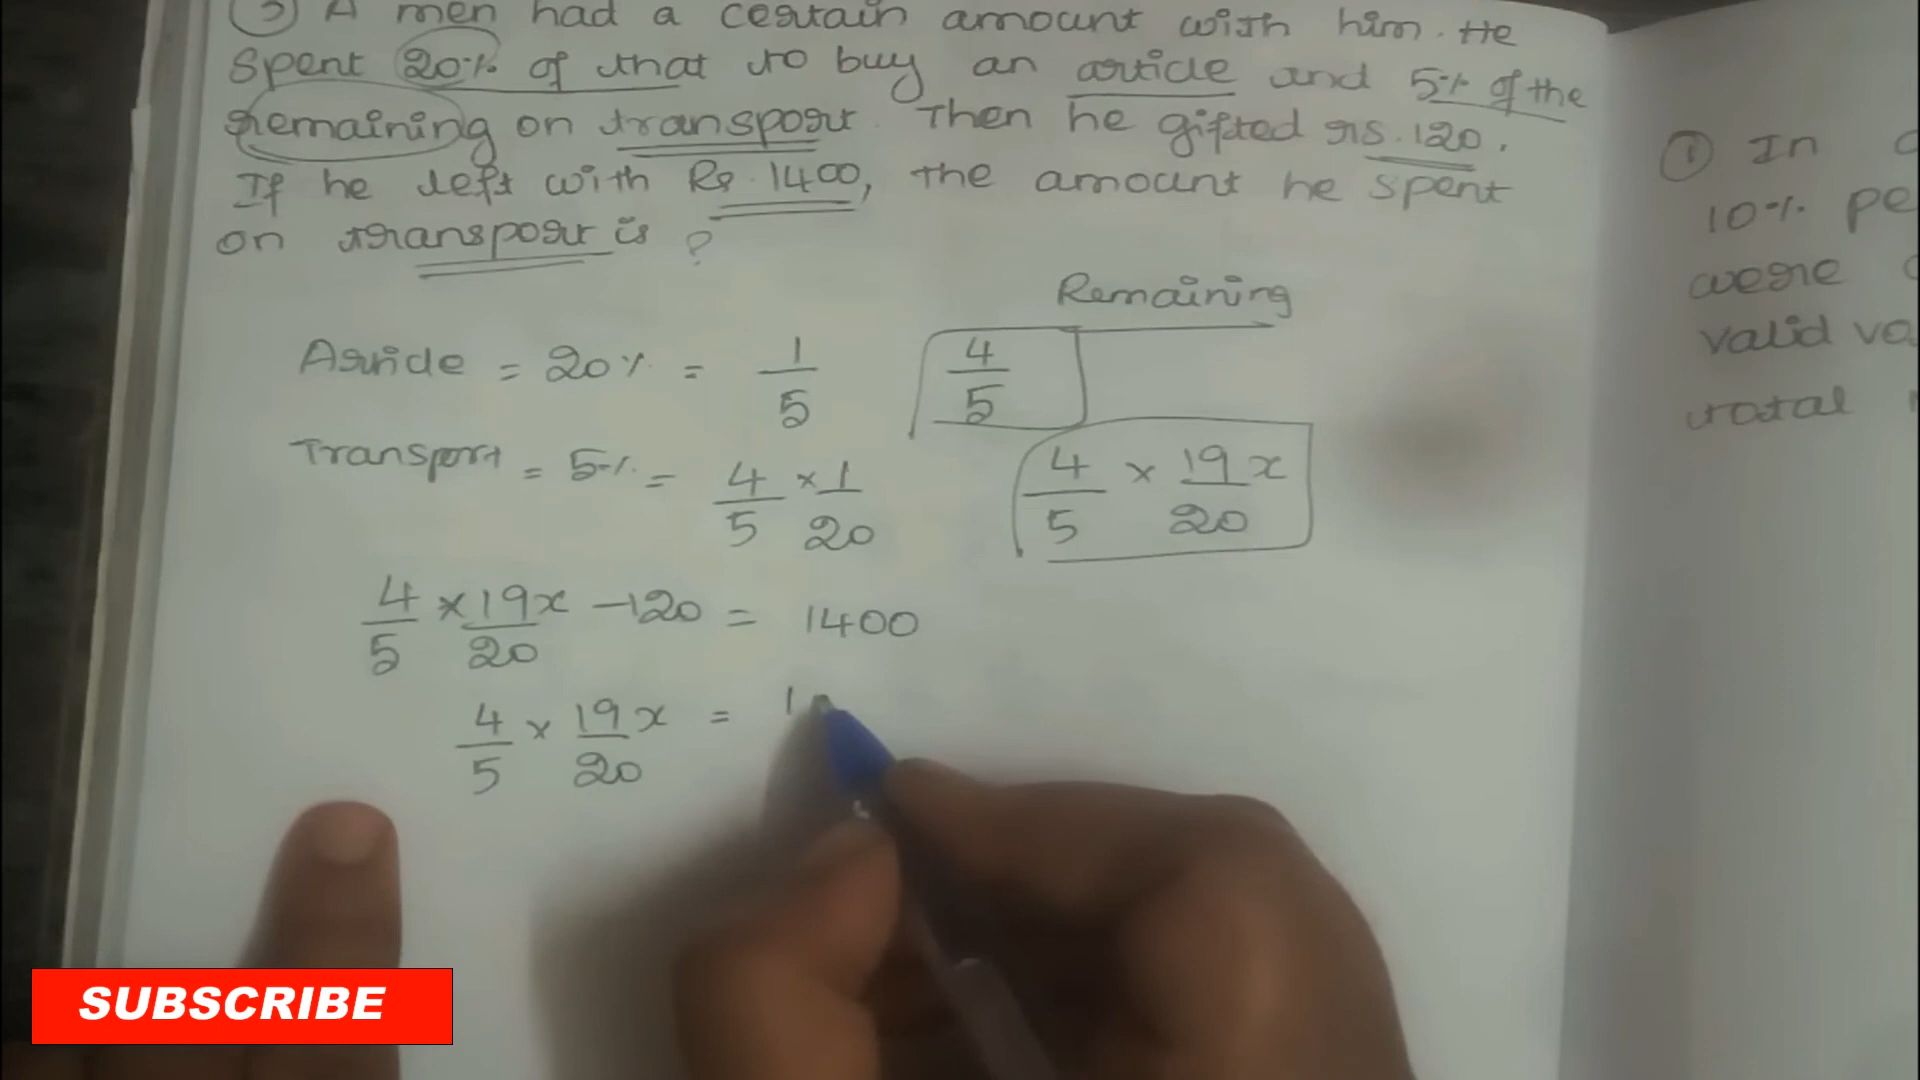 ③ A men had a certain amount with him. He
spent 20% of that to buy an article and 5% of the
remaining on transport. Then he gifted rs.120.
If he left with Rs.1400, the amount he spent
on transport is ?
Remaining
Article = 20% = 1/5 4/5
Transport = 5% = 4/5 × 1/20 4/5 × 19x/20
4/5 × 19x/20 - 120 = 1400
4/5 × 19x/20 = 1
① In
10%
were
valid
total
SUBSCRIBE